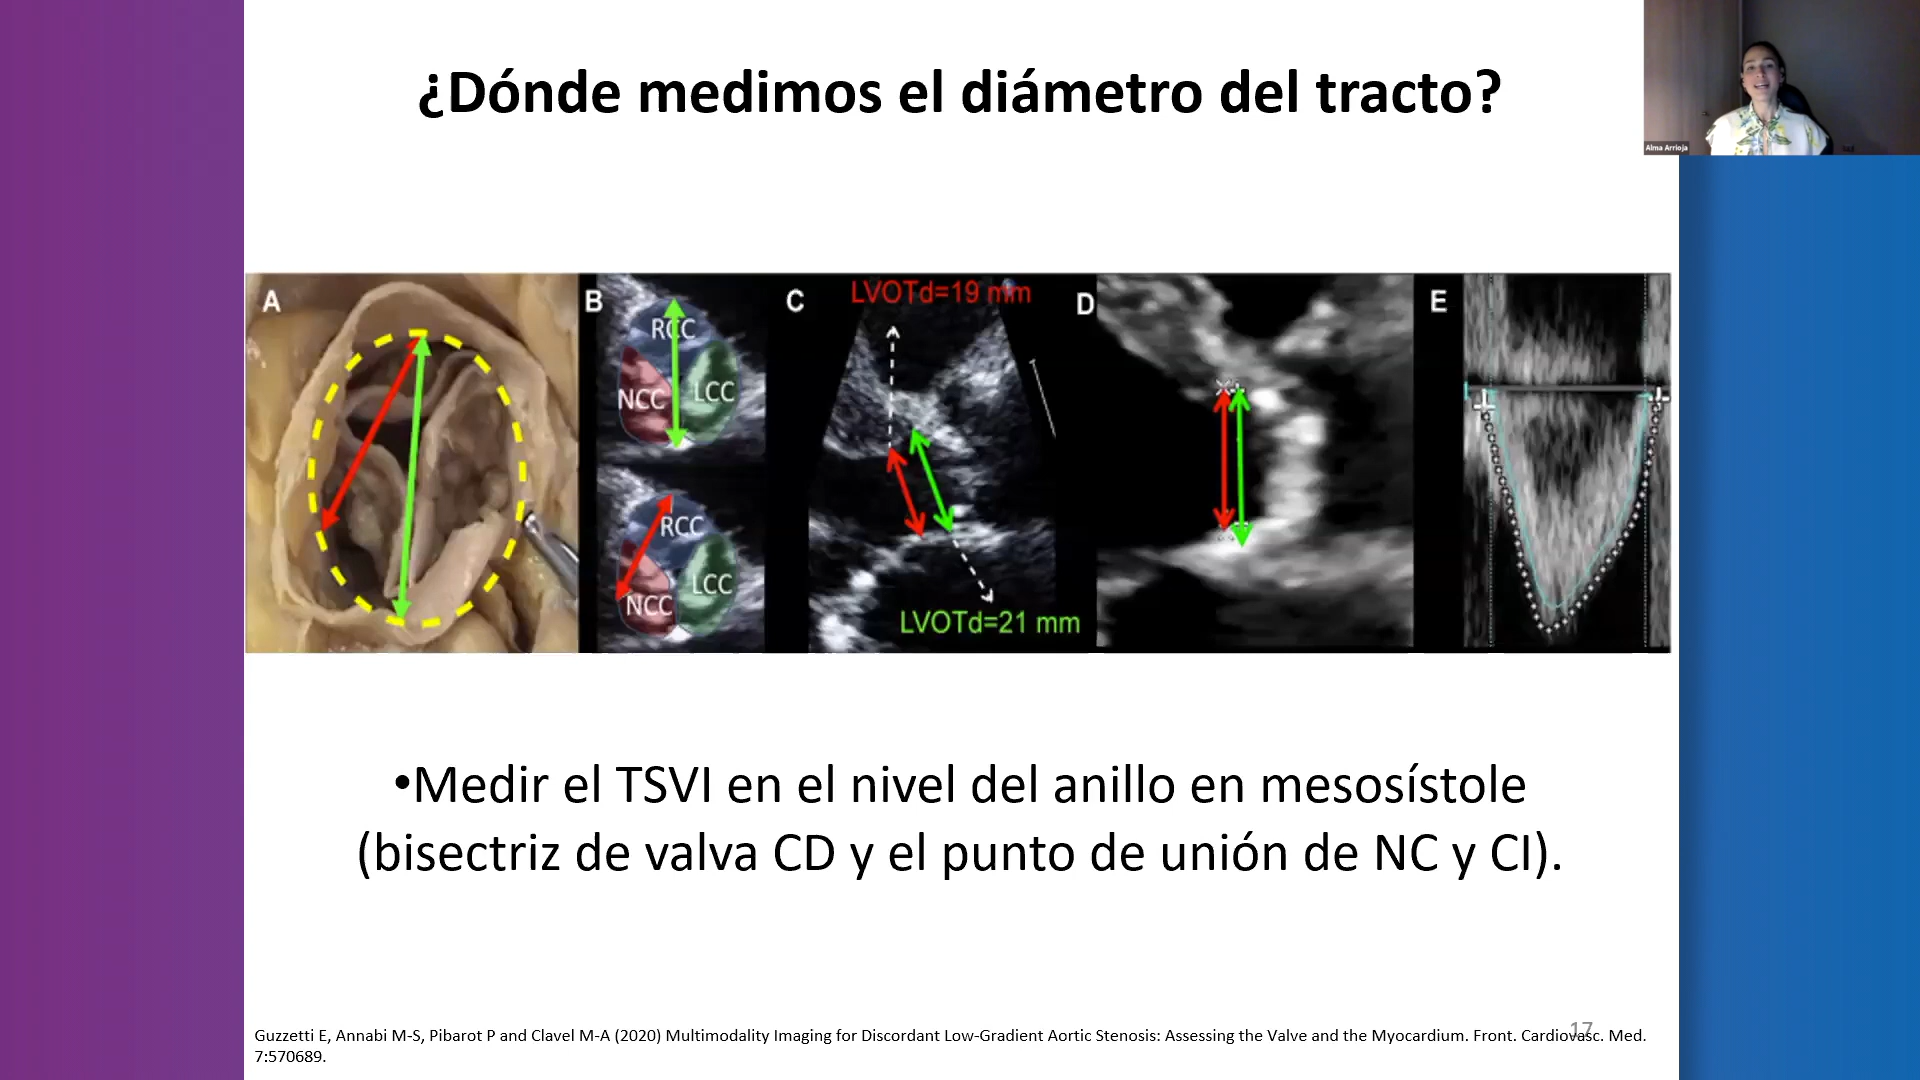 ¿Dónde medimos el diámetro del tracto?
Alma Arrioja
A
B
RCC
NCC
LCC
RCC
LCC
NCC
C
LVOTd=19 mm
LVOTd=21 mm
D
E
•Medir el TSVI en el nivel del anillo en mesosístole
(bisectriz de valva CD y el punto de unión de NC y CI).
17
Guzzetti E, Annabi M-S, Pibarot P and Clavel M-A (2020) Multimodality Imaging for Discordant Low-Gradient Aortic Stenosis: Assessing the Valve and the Myocardium. Front. Cardiovasc. Med.
7:570689.